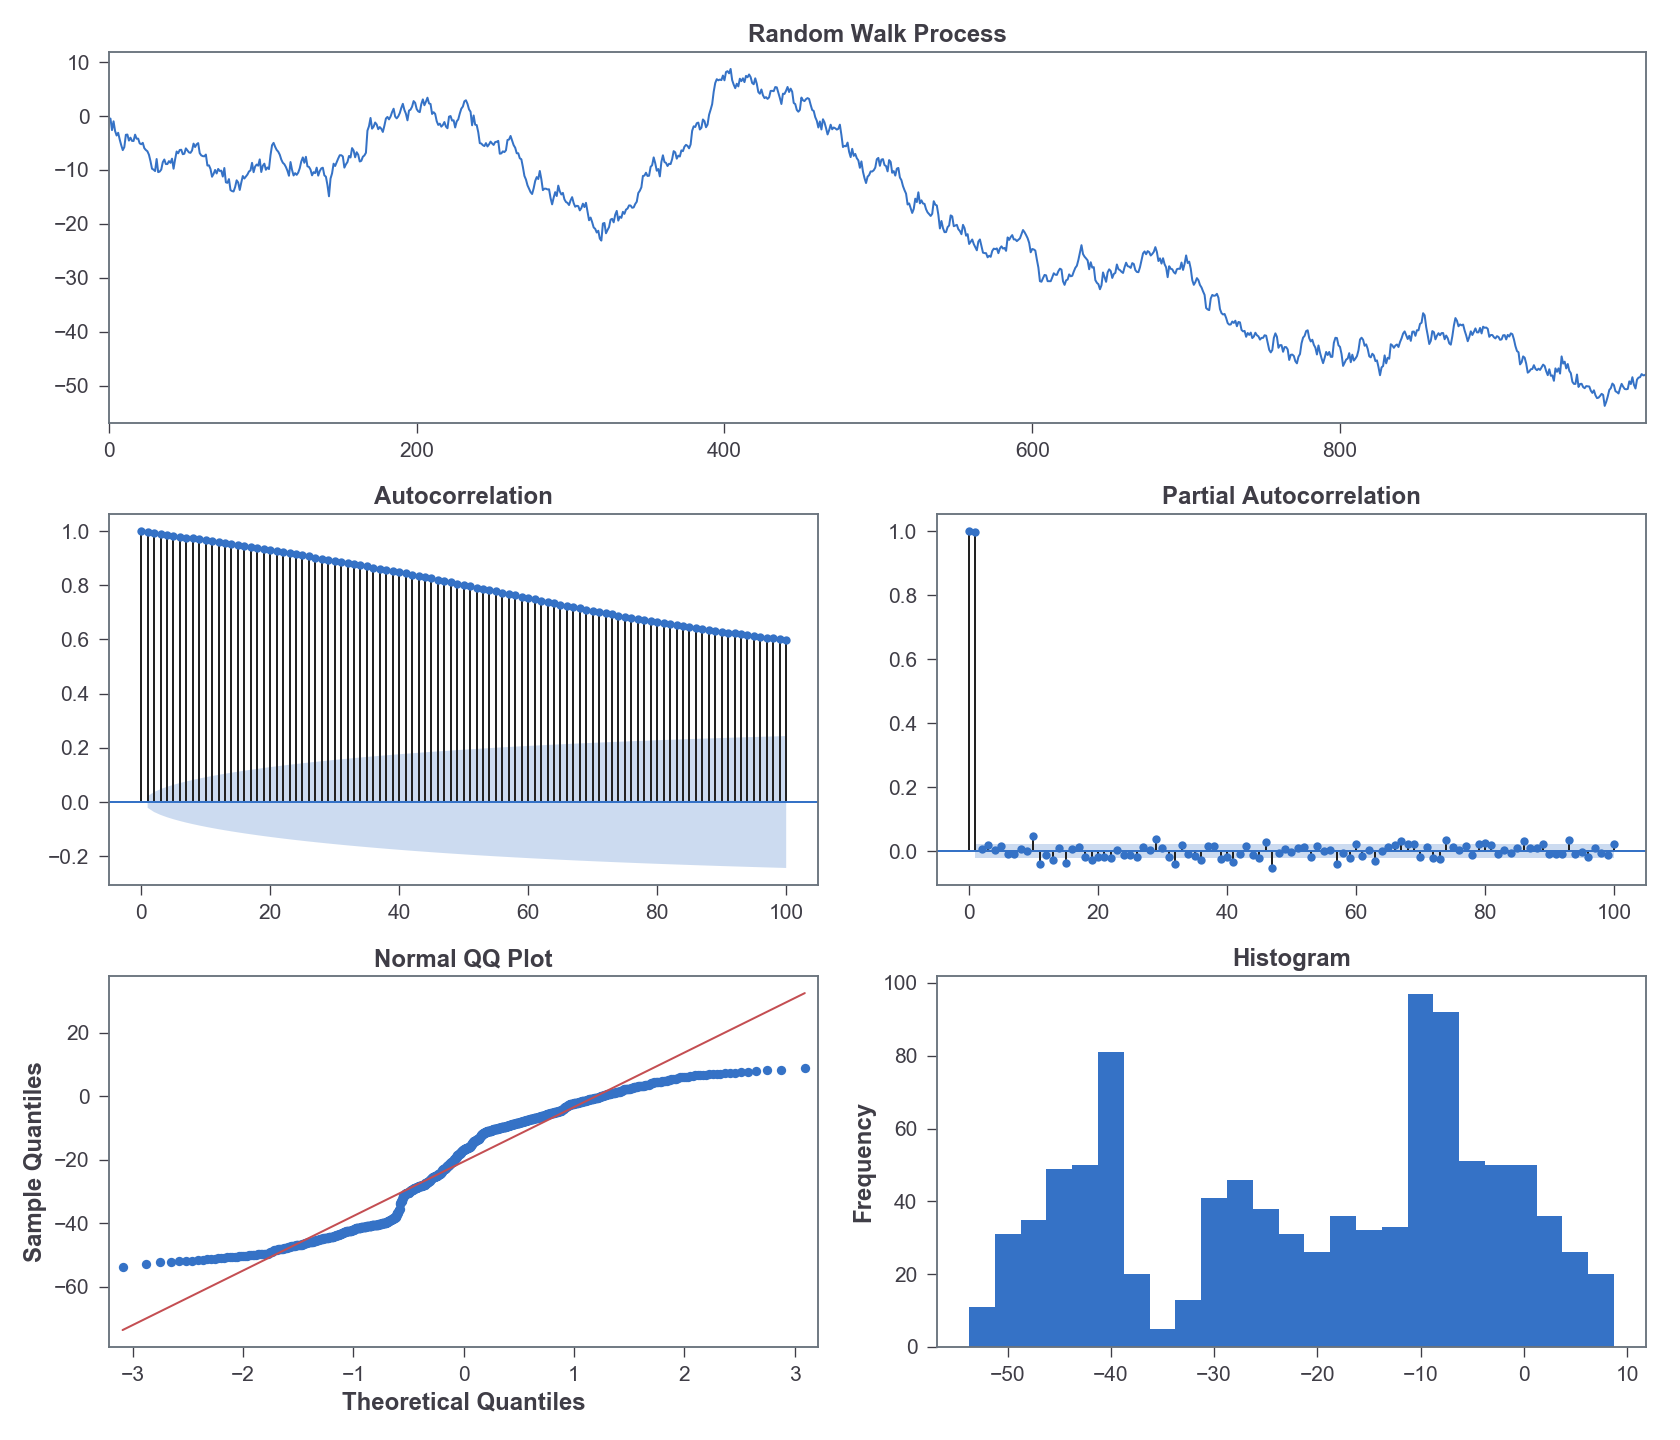 Random Walk Process
10
0
−10
−20
−30
−40
−50
0 200 400 600 800
Autocorrelation
1.0
0.8
0.6
0.4
0.2
0.0
−0.2
0 20 40 60 80 100
Partial Autocorrelation
1.0
0.8
0.6
0.4
0.2
0.0
0 20 40 60 80 100
Normal QQ Plot
Sample Quantiles
20
0
−20
−40
−60
−3 −2 −1 0 1 2 3
Theoretical Quantiles
Histogram
Frequency
100
80
60
40
20
0
−50 −40 −30 −20 −10 0 10